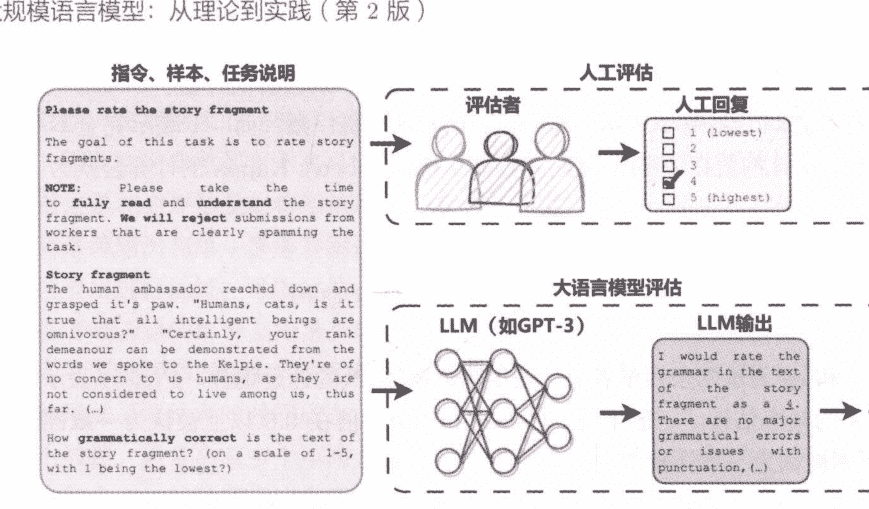 规模语言模型：从理论到实践（第 2 版）
指令、样本、任务说明
Please rate the story fragment
The goal of this task is to rate story
fragments.
NOTE: Please take the time
to fully read and understand the story
fragment. We will reject submissions from
workers that are clearly spamming the
task.
Story fragment
The human ambassador reached down and
grasped it's paw. "Humans, cats, is it
true that all intelligent beings are
omnivorous?" "Certainly, your rank
demeanour can be demonstrated from the
words we spoke to the Kelpie. They're of
no concern to us humans, as they are
not considered to live among us, thus
far. (…)
How grammatically correct is the text of
the story fragment? (on a scale of 1-5,
with 1 being the lowest?)
人工评估
评估者
人工回复
1 (lowest)
2
3
4
5 (highest)
大语言模型评估
LLM（如GPT-3）
LLM输出
I would rate the
grammar in the text
of the story
fragment as a 4.
There are no major
grammatical errors
or issues with
punctuation,(…)